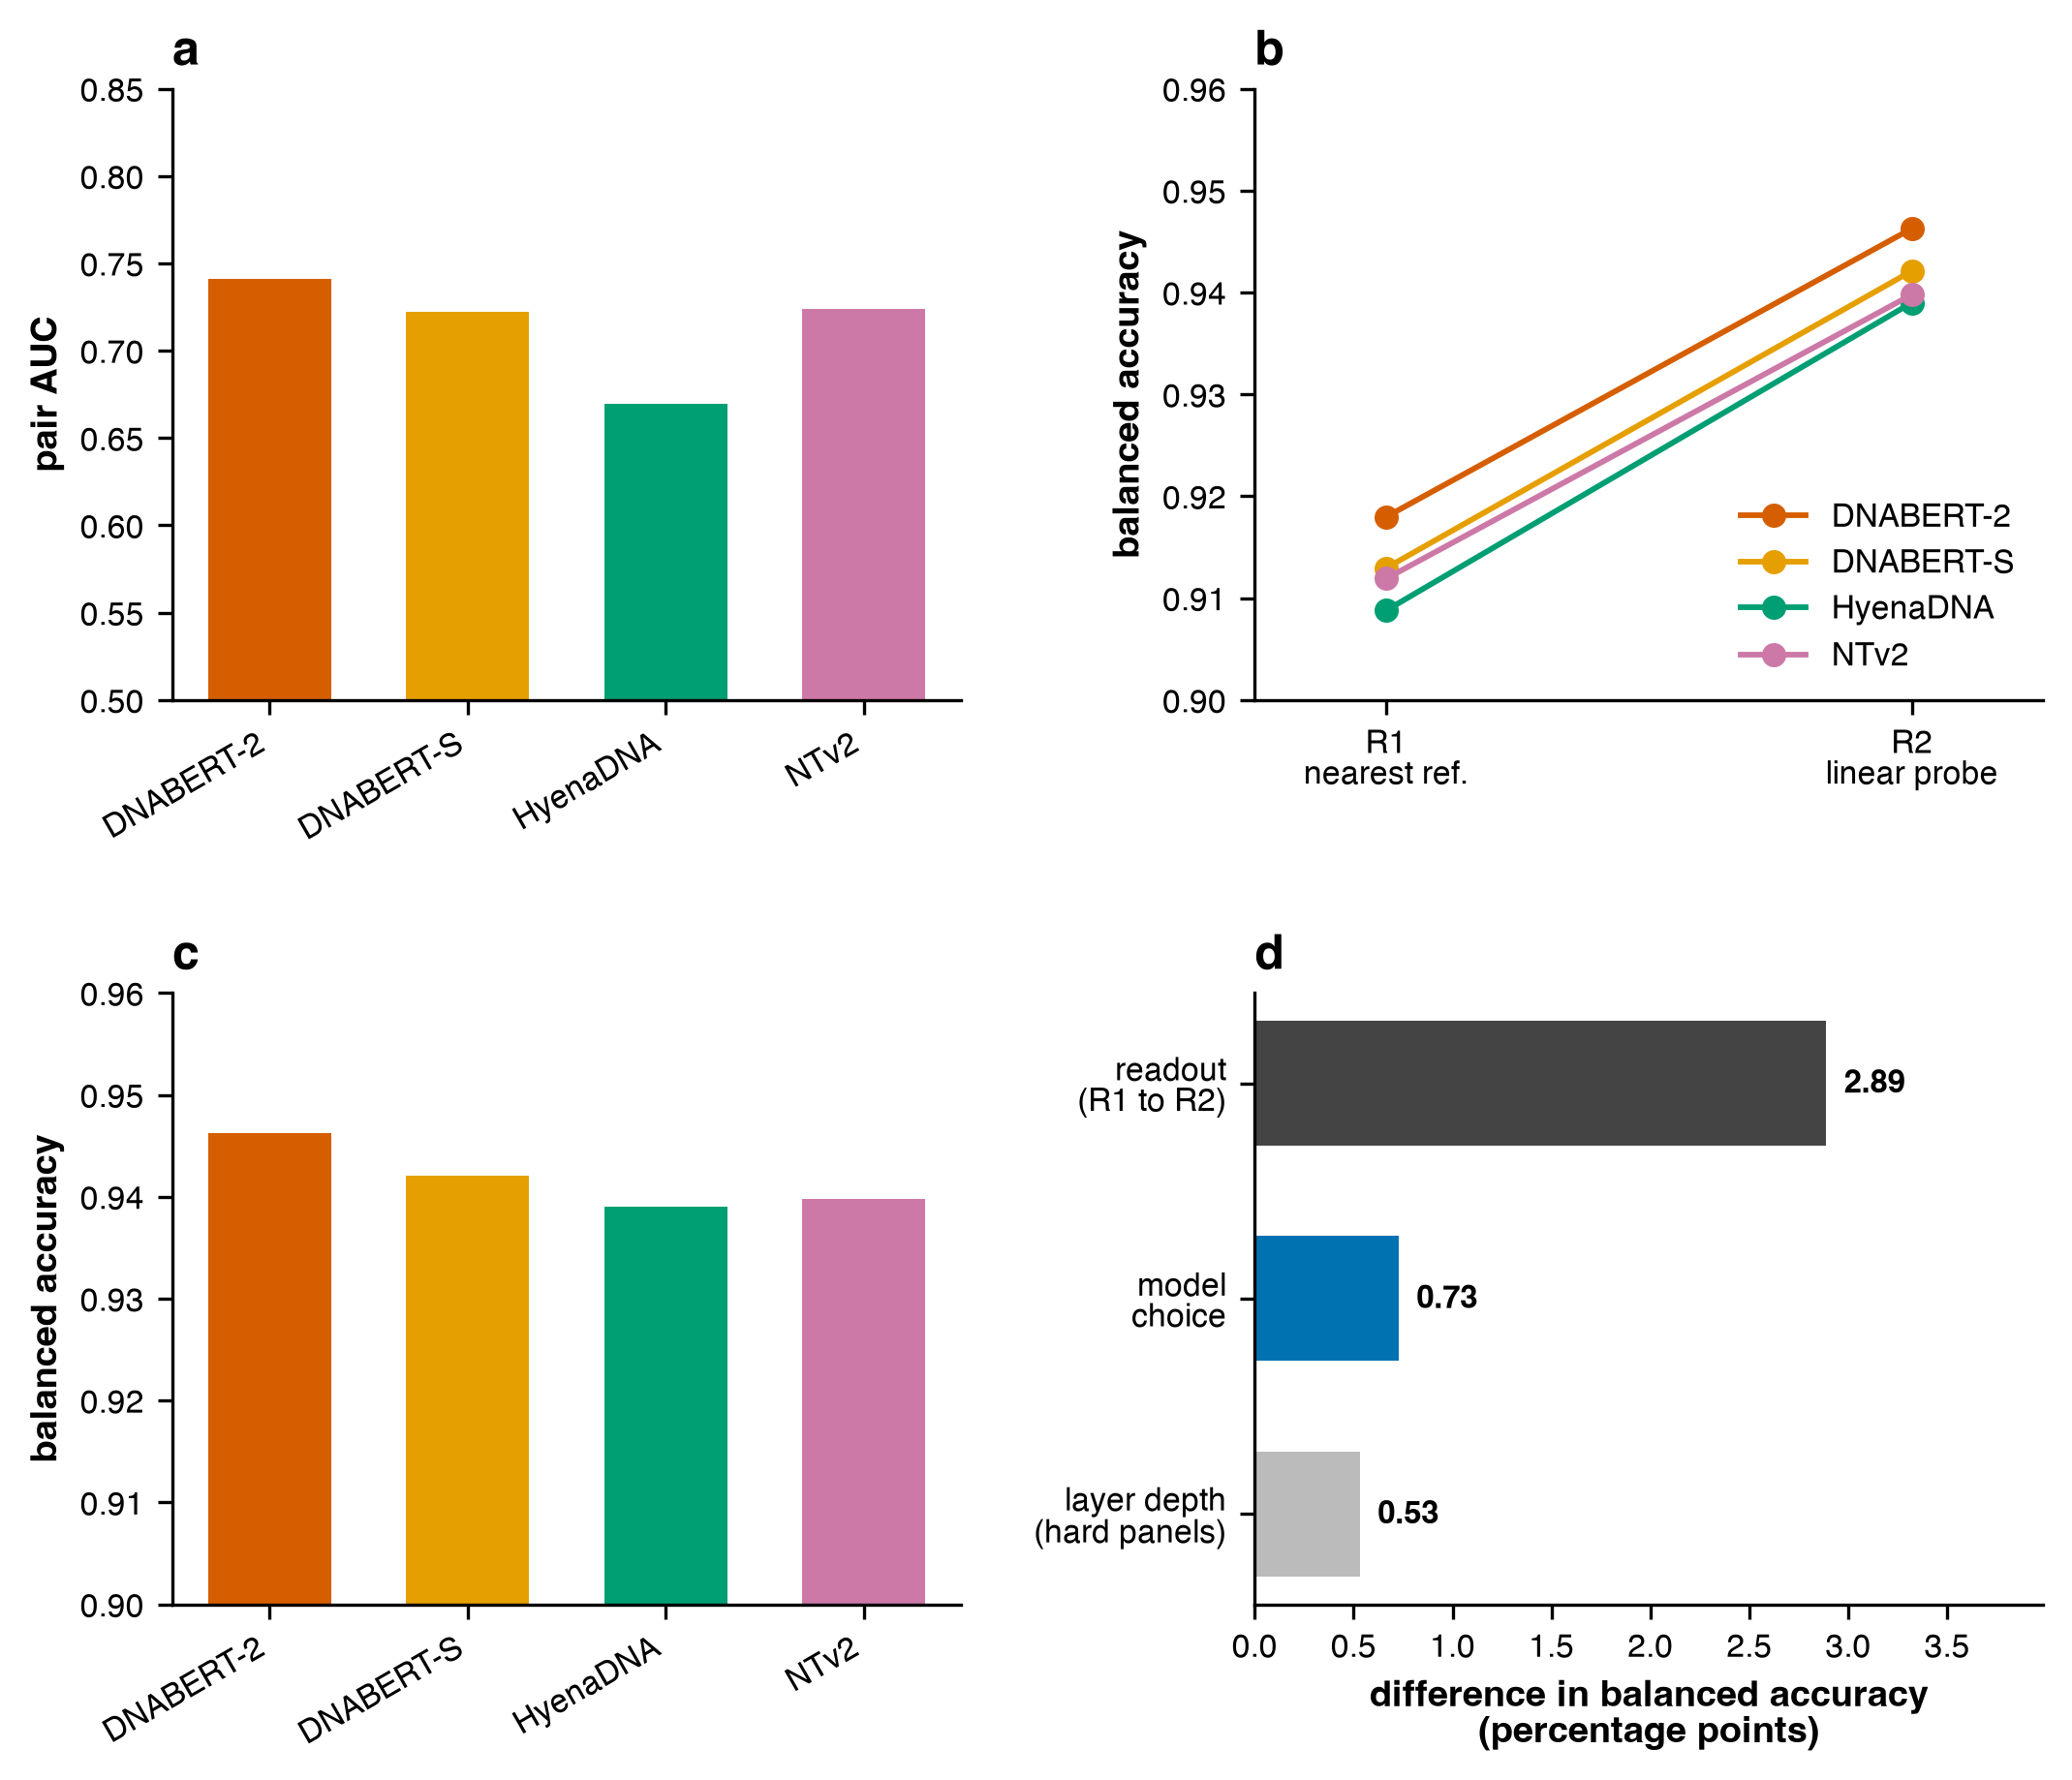 a
0.85
0.80
0.75
0.70
0.65
0.60
0.55
0.50
pair AUC
DNABERT-2
DNABERT-S
HyenaDNA
NTv2
b
0.96
0.95
0.94
0.93
0.92
0.91
0.90
balanced accuracy
DNABERT-2
DNABERT-S
HyenaDNA
NTv2
R1
nearest ref.
R2
linear probe
c
0.96
0.95
0.94
0.93
0.92
0.91
0.90
balanced accuracy
DNABERT-2
DNABERT-S
HyenaDNA
NTv2
d
readout
(R1 to R2)
2.89
model
choice
0.73
layer depth
(hard panels)
0.53
0.0 0.5 1.0 1.5 2.0 2.5 3.0 3.5
difference in balanced accuracy
(percentage points)